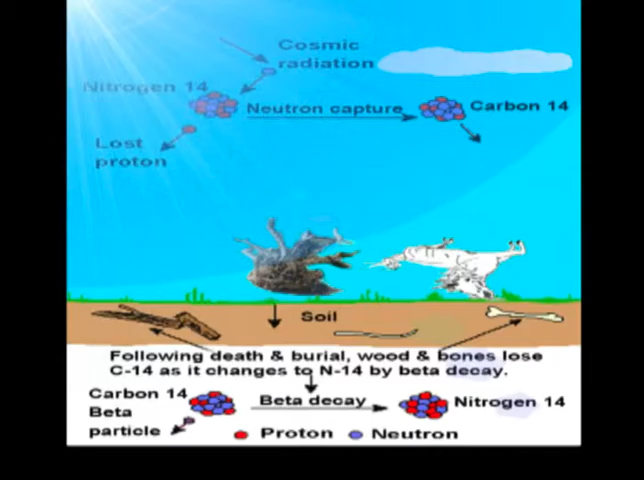 Cosmic
radiation
Nitrogen 14
Neutron capture
Carbon 14
Lost
proton
Soil
Following death & burial, wood & bones lose
C-14 as it changes to N-14 by beta decay.
Carbon 14
Beta decay
Nitrogen 14
Beta
particle
Proton
Neutron